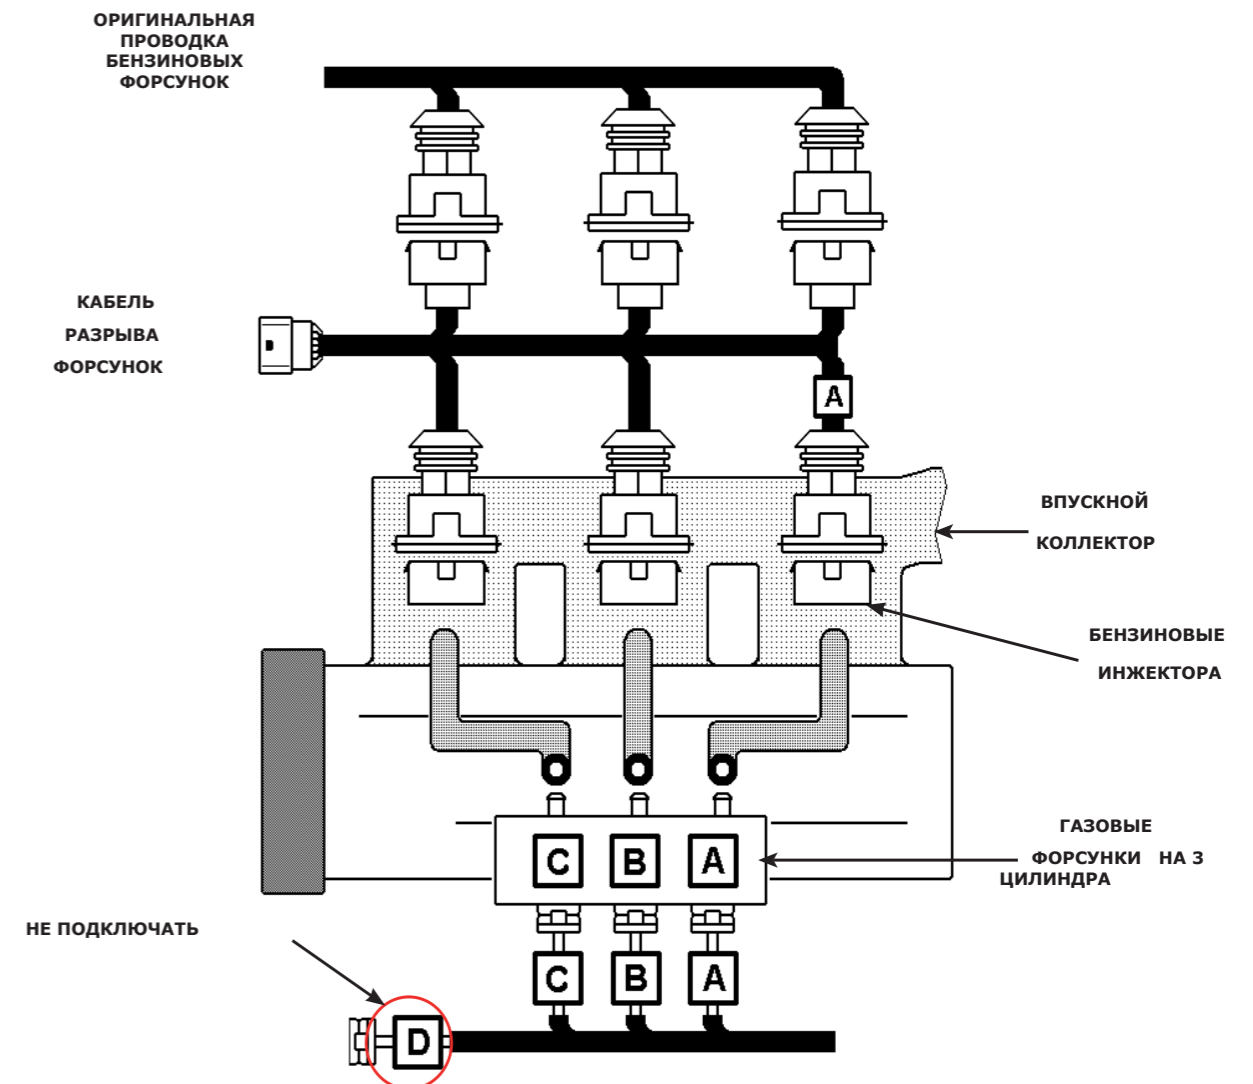 ОРИГИНАЛЬНАЯ
ПРОВОДКА
БЕНЗИНОВЫХ
ФОРСУНОК
КАБЕЛЬ
РАЗРЫВА
ФОРСУНОК
A
ВПУСКНОЙ
КОЛЛЕКТОР
БЕНЗИНОВЫЕ
ИНЖЕКТОРА
C B A
ГАЗОВЫЕ
ФОРСУНКИ НА 3
ЦИЛИНДРА
НЕ ПОДКЛЮЧАТЬ
C B A
D